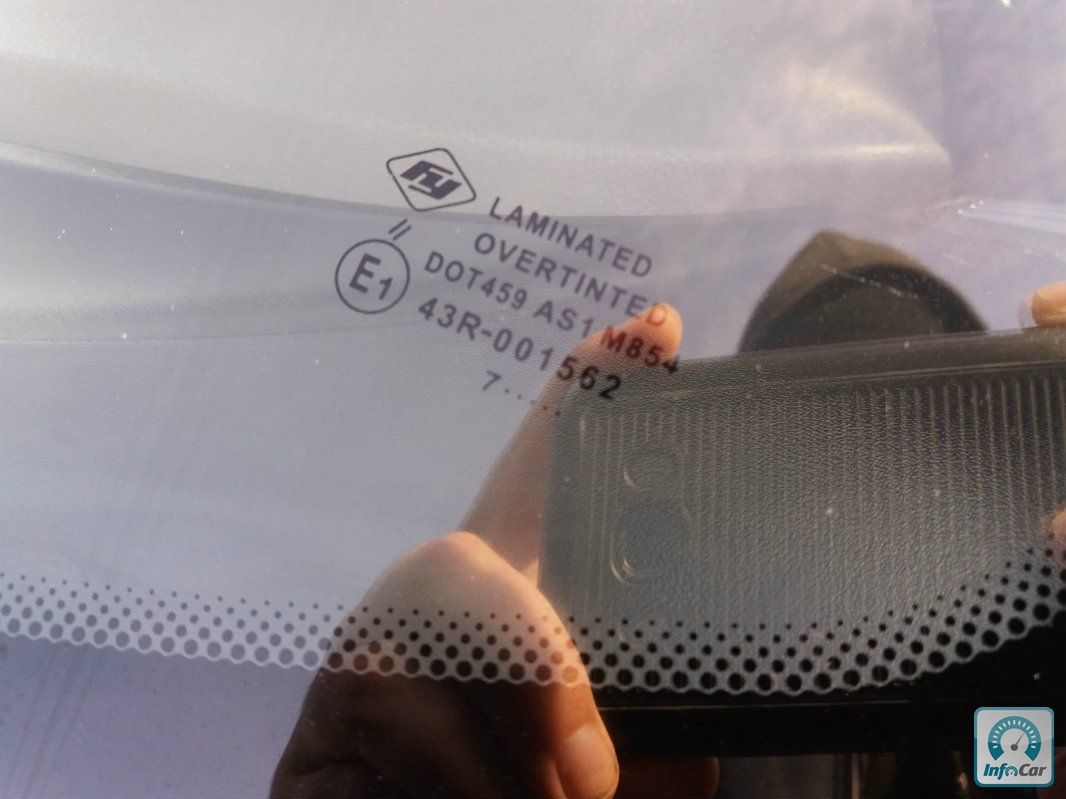 FY
LAMINATED
OVERTINTED
// E1 DOT459 AS1 M854
43R-001562
7.....
InfoCar